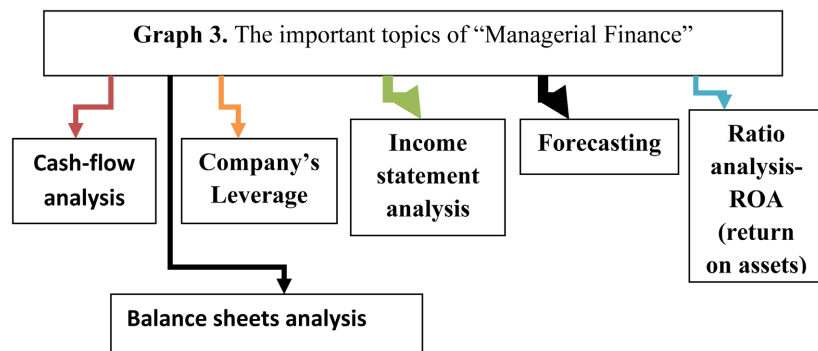 Graph 3. The important topics of “Managerial Finance”
Cash-flow
analysis
Company’s
Leverage
Income
statement
analysis
Forecasting
Ratio
analysis-
ROA
(return
on assets)
Balance sheets analysis